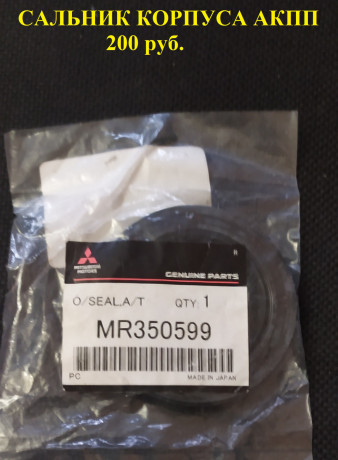 САЛЬНИК КОРПУСА АКПП
200 руб.
MITSUBISHI
MOTORS
GENUINE PARTS
O/SEAL,A/T QTY: 1
MR350599
PC MADE IN JAPAN